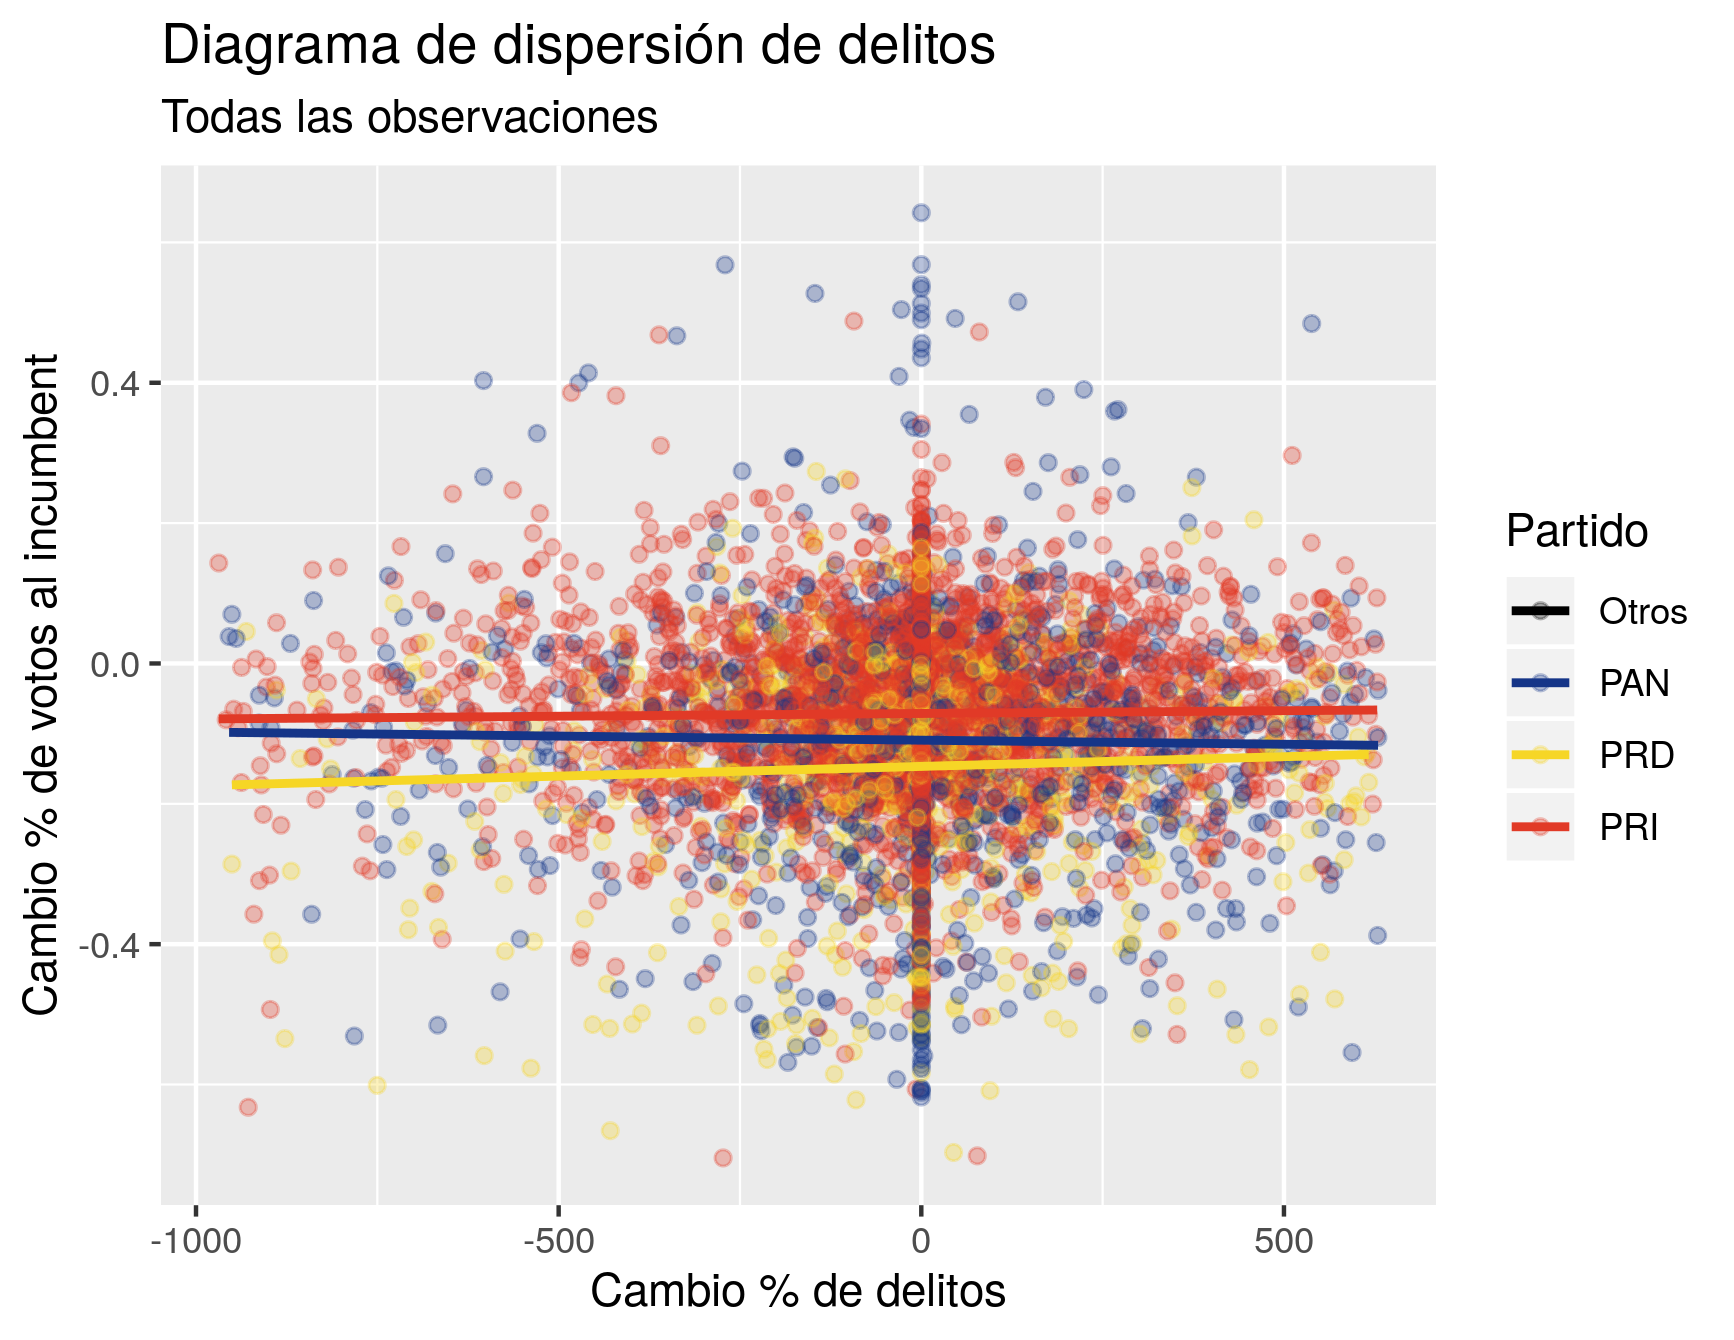 Diagrama de dispersión de delitos
Todas las observaciones
Cambio % de votos al incumbent
0.4
0.0
-0.4
-1000
-500
0
500
Cambio % de delitos
Partido
Otros
PAN
PRD
PRI